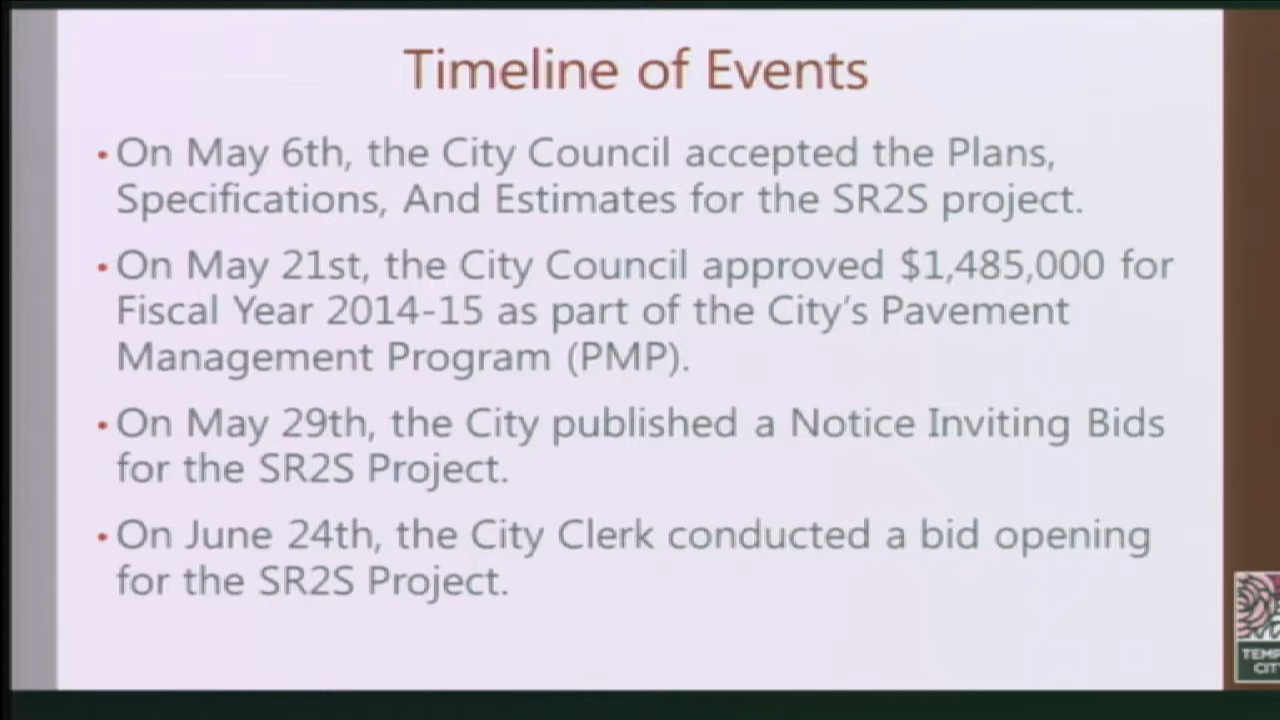 Timeline of Events
• On May 6th, the City Council accepted the Plans,
Specifications, And Estimates for the SR2S project.
• On May 21st, the City Council approved $1,485,000 for
Fiscal Year 2014-15 as part of the City's Pavement
Management Program (PMP).
• On May 29th, the City published a Notice Inviting Bids
for the SR2S Project.
• On June 24th, the City Clerk conducted a bid opening
for the SR2S Project.